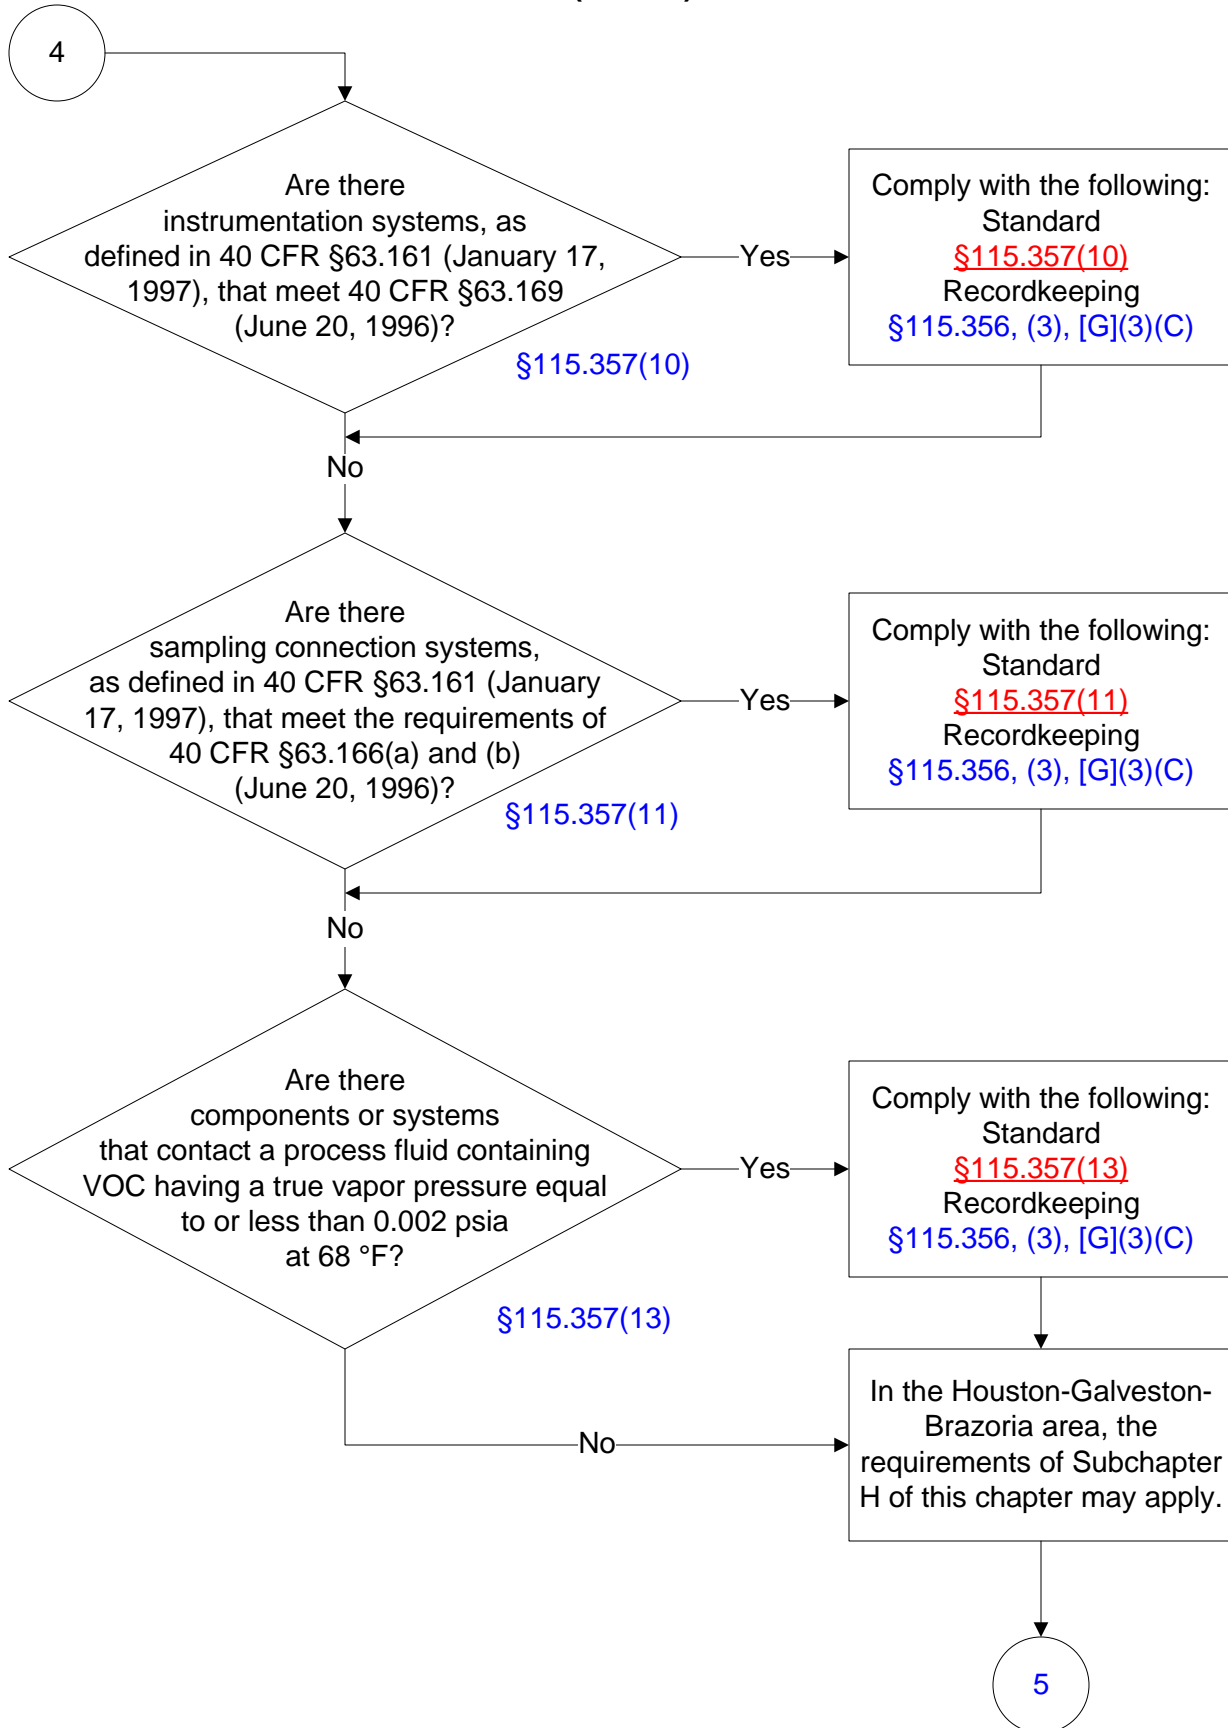 4
Are there
instrumentation systems, as
defined in 40 CFR §63.161 (January 17,
1997), that meet 40 CFR §63.169
(June 20, 1996)?
§115.357(10)
Yes
Comply with the following:
Standard
§115.357(10)
Recordkeeping
§115.356, (3), [G](3)(C)
No
Are there
sampling connection systems,
as defined in 40 CFR §63.161 (January
17, 1997), that meet the requirements of
40 CFR §63.166(a) and (b)
(June 20, 1996)?
§115.357(11)
Yes
Comply with the following:
Standard
§115.357(11)
Recordkeeping
§115.356, (3), [G](3)(C)
No
Are there
components or systems
that contact a process fluid containing
VOC having a true vapor pressure equal
to or less than 0.002 psia
at 68 °F?
§115.357(13)
Yes
Comply with the following:
Standard
§115.357(13)
Recordkeeping
§115.356, (3), [G](3)(C)
No
In the Houston-Galveston-
Brazoria area, the
requirements of Subchapter
H of this chapter may apply.
5